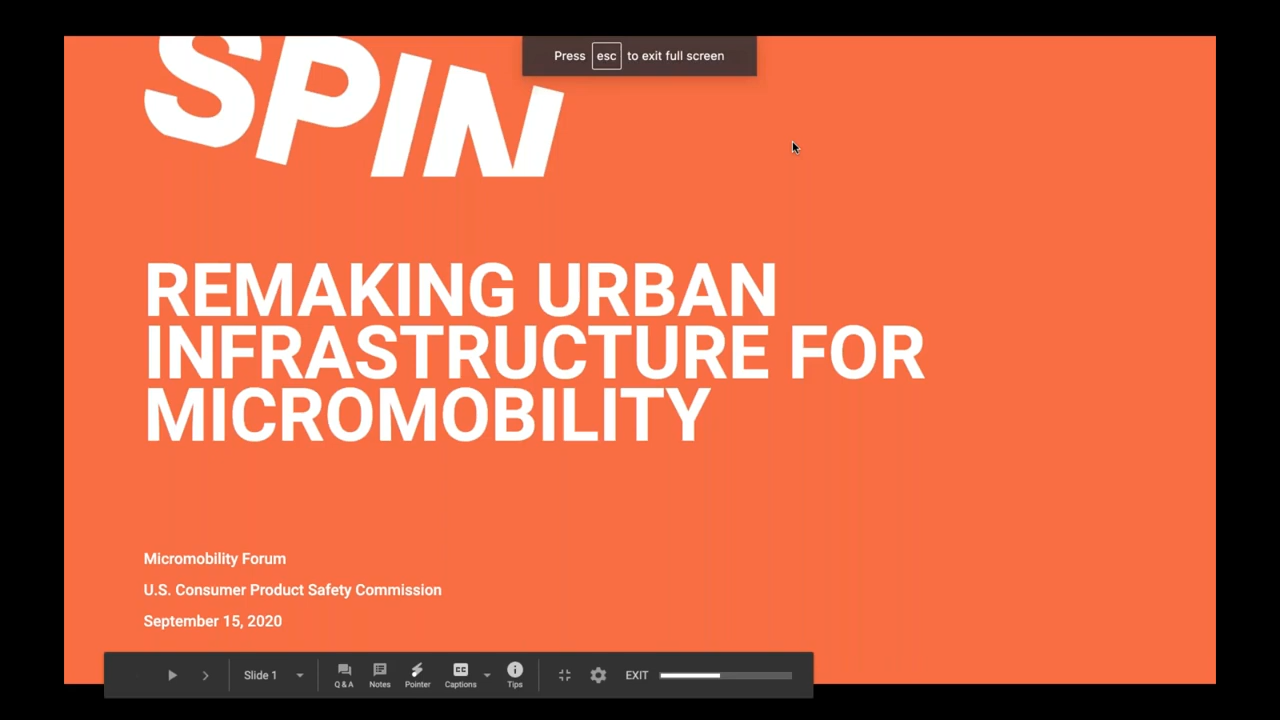 SPIN
Press esc to exit full screen
REMAKING URBAN
INFRASTRUCTURE FOR
MICROMOBILITY
Micromobility Forum
U.S. Consumer Product Safety Commission
September 15, 2020
Slide 1
Q & A
Notes
Pointer
CC
Captions
Tips
EXIT